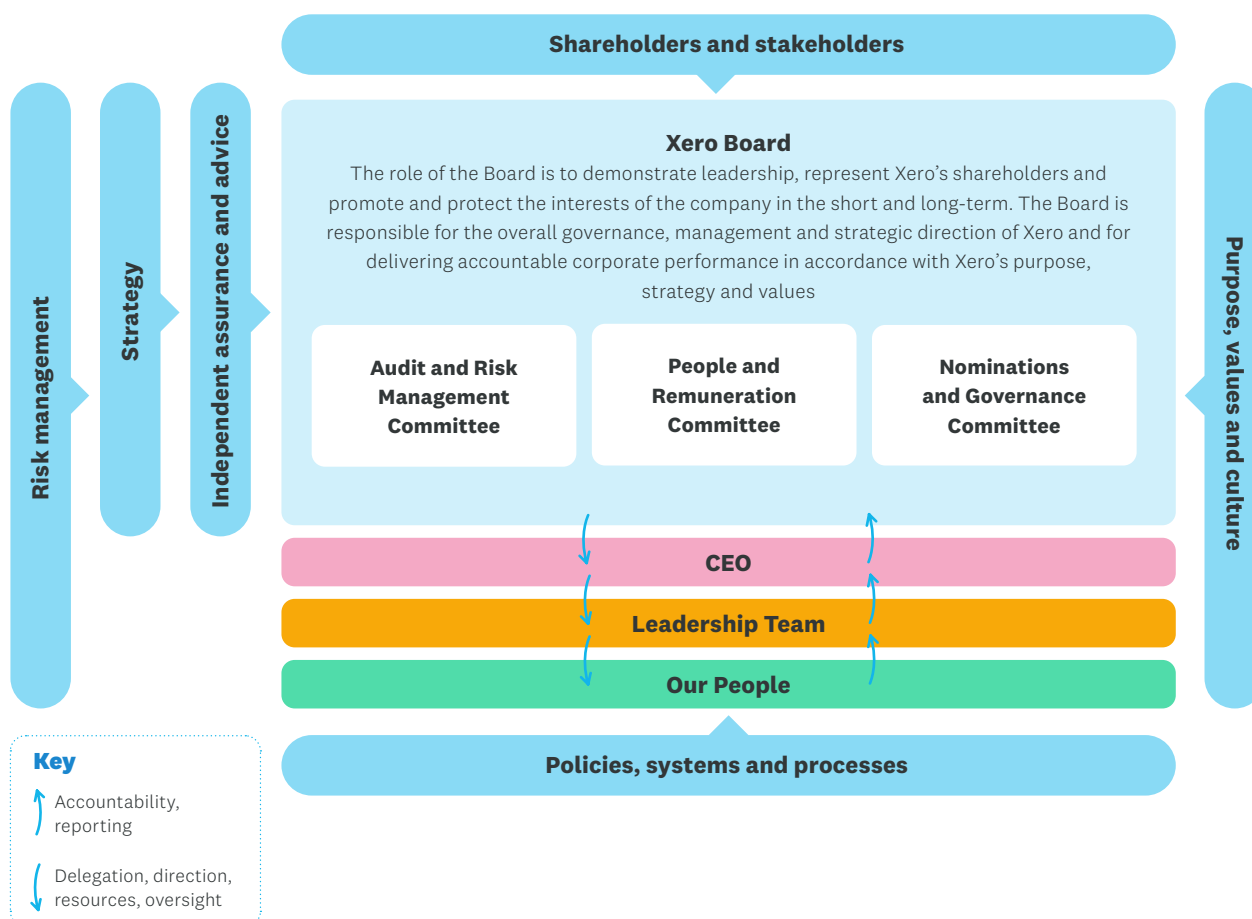 Shareholders and stakeholders
Risk management
Strategy
Independent assurance and advice
Xero Board
The role of the Board is to demonstrate leadership, represent Xero’s shareholders and
promote and protect the interests of the company in the short and long-term. The Board is
responsible for the overall governance, management and strategic direction of Xero and for
delivering accountable corporate performance in accordance with Xero’s purpose,
strategy and values
Audit and Risk
Management
Committee
People and
Remuneration
Committee
Nominations
and Governance
Committee
Purpose, values and culture
CEO
Leadership Team
Our People
Policies, systems and processes
Key
Accountability,
reporting
Delegation, direction,
resources, oversight